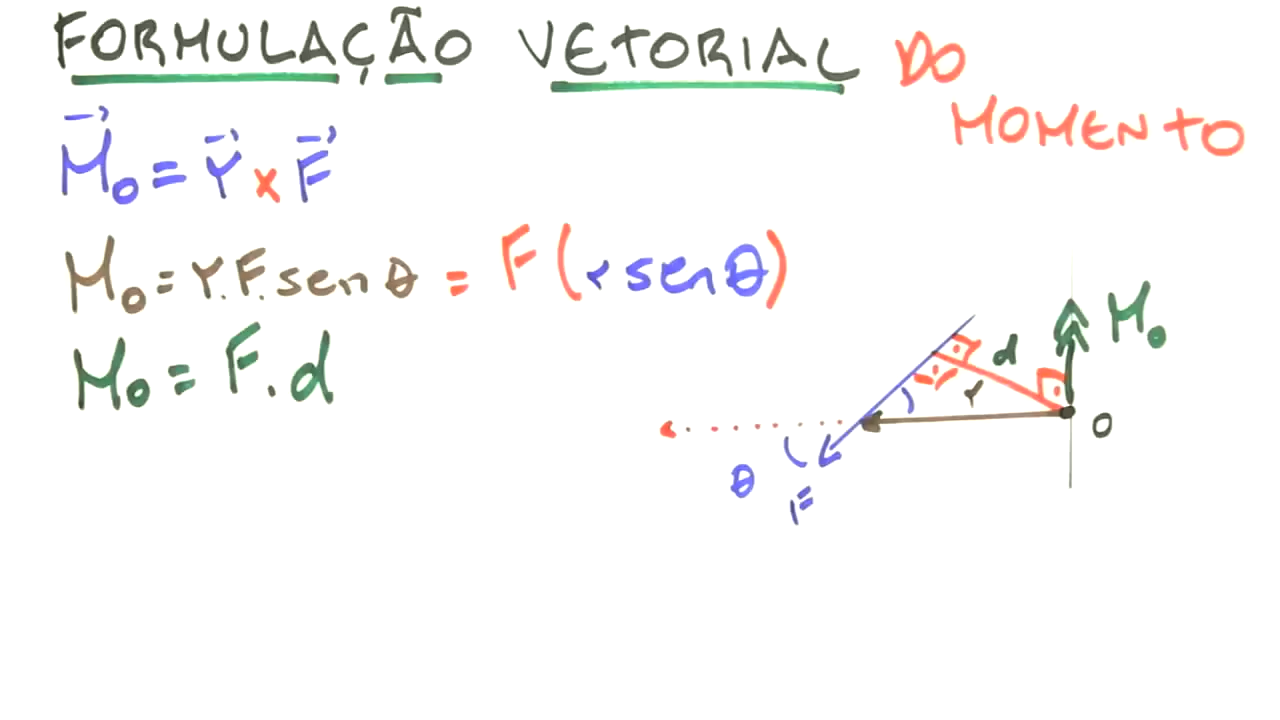 FORMULAÇÃO VETORIAL DO
MOMENTO
M⃗o = r⃗ x F⃗
Mo = r.F.senθ = F(r senθ)
Mo = F.d
Mo
d
r
O
θ
F